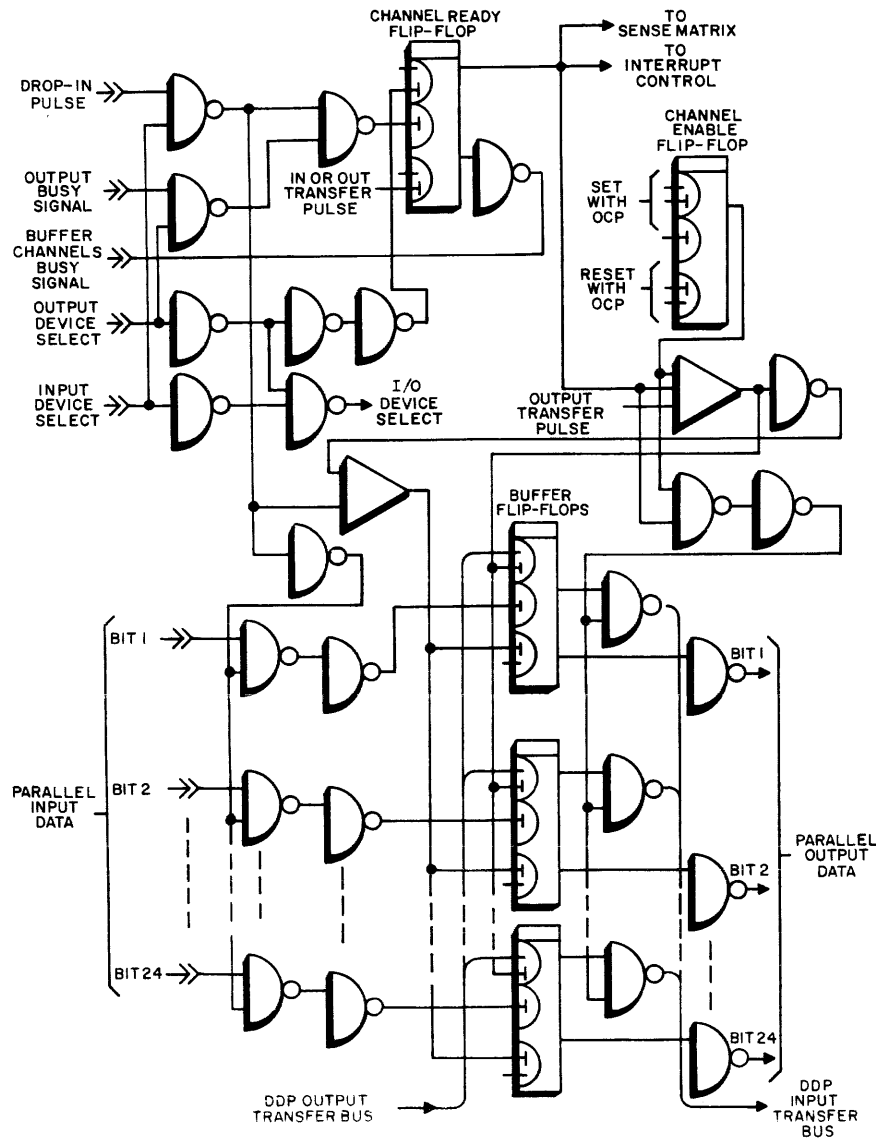 CHANNEL READY
FLIP-FLOP
TO
SENSE MATRIX
TO
INTERRUPT
CONTROL
DROP-IN
PULSE
CHANNEL
ENABLE
FLIP-FLOP
OUTPUT
BUSY
SIGNAL
IN OR OUT
TRANSFER
PULSE
SET
WITH
OCP
BUFFER
CHANNELS
BUSY
SIGNAL
RESET
WITH
OCP
OUTPUT
DEVICE
SELECT
INPUT
DEVICE
SELECT
I/O
DEVICE
SELECT
OUTPUT
TRANSFER
PULSE
BUFFER
FLIP-FLOPS
BIT 1
BIT 1
PARALLEL
INPUT
DATA
BIT 2
PARALLEL
OUTPUT
DATA
BIT 2
BIT 24
BIT 24
DDP OUTPUT
TRANSFER BUS
DDP
INPUT
TRANSFER
BUS